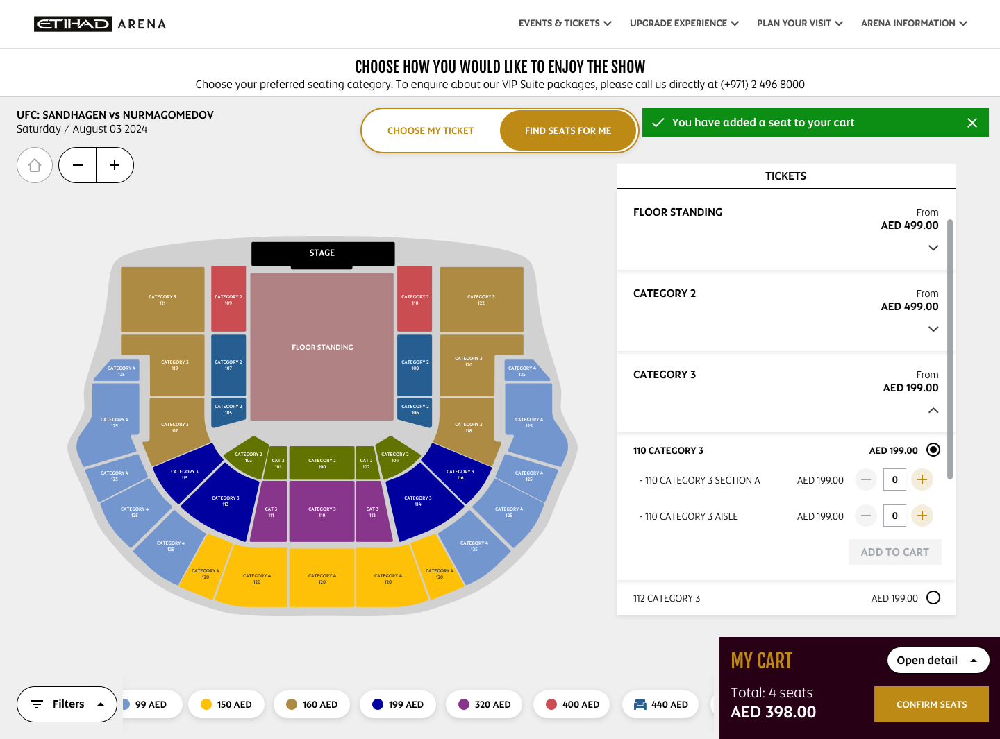 ETIHAD ARENA
EVENTS & TICKETS
UPGRADE EXPERIENCE
PLAN YOUR VISIT
ARENA INFORMATION
CHOOSE HOW YOU WOULD LIKE TO ENJOY THE SHOW
Choose your preferred seating category. To enquire about our VIP Suite packages, please call us directly at (+971) 2 496 8000
UFC: SANDHAGEN vs NURMAGOMEDOV
Saturday / August 03 2024
CHOOSE MY TICKET
FIND SEATS FOR ME
You have added a seat to your cart
STAGE
CATEGORY 3
121
CATEGORY 2
109
CATEGORY 2
110
CATEGORY 3
122
FLOOR STANDING
CATEGORY 3
119
CATEGORY 2
107
CATEGORY 2
108
CATEGORY 3
120
CATEGORY 4
125
CATEGORY 4
125
CATEGORY 2
105
CATEGORY 2
106
CATEGORY 4
125
CATEGORY 3
117
CATEGORY 3
118
CATEGORY 4
125
CATEGORY 2
103
CAT 2
101
CATEGORY 2
100
CAT 2
102
CATEGORY 2
104
CATEGORY 4
125
CATEGORY 3
115
CATEGORY 3
116
CATEGORY 4
125
CATEGORY 4
125
CATEGORY 3
113
CAT 3
111
CATEGORY 3
110
CAT 3
112
CATEGORY 3
114
CATEGORY 4
125
CATEGORY 4
125
CATEGORY 4
125
CATEGORY 4
120
CATEGORY 4
120
CATEGORY 4
120
CATEGORY 4
120
CATEGORY 4
120
TICKETS
FLOOR STANDING
From
AED 499.00
CATEGORY 2
From
AED 499.00
CATEGORY 3
From
AED 199.00
110 CATEGORY 3 AED 199.00
- 110 CATEGORY 3 SECTION A AED 199.00 0
- 110 CATEGORY 3 AISLE AED 199.00 0
ADD TO CART
112 CATEGORY 3 AED 199.00
Filters
99 AED
150 AED
160 AED
199 AED
320 AED
400 AED
440 AED
MY CART
Open detail
Total: 4 seats
AED 398.00
CONFIRM SEATS